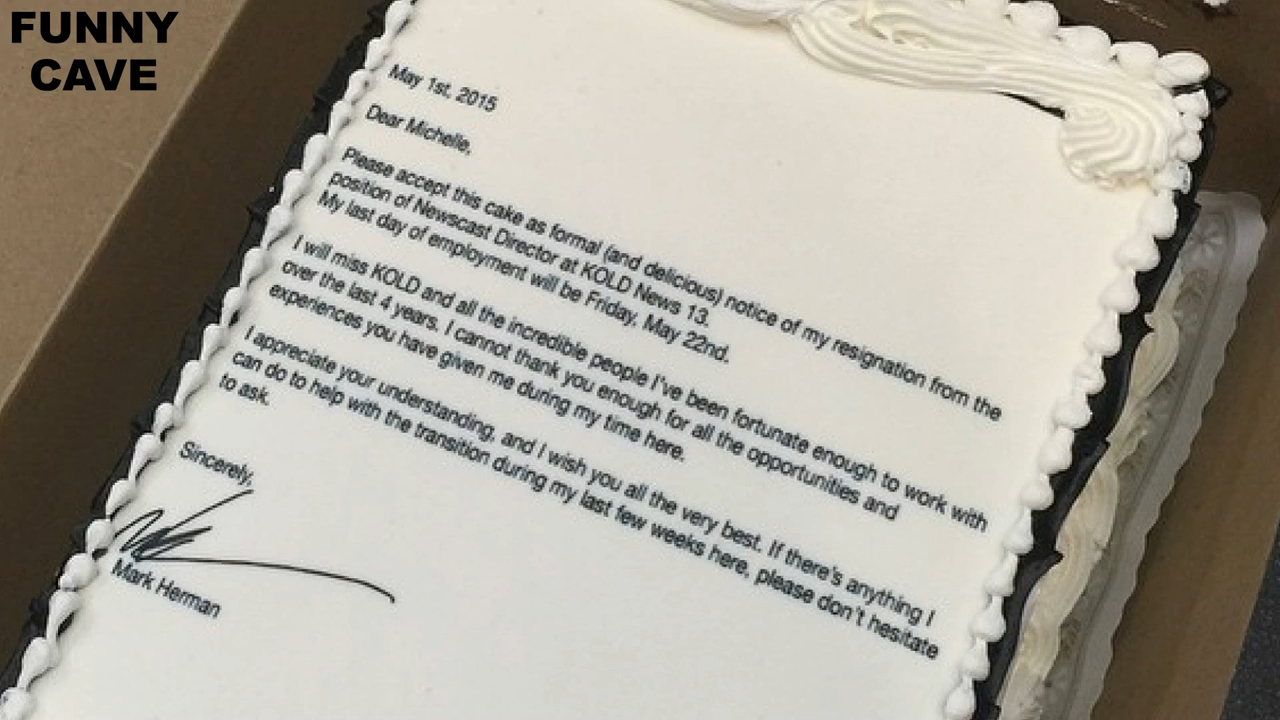 FUNNY
CAVE
May 1st, 2015
Dear Michelle,
Please accept this cake as formal (and delicious) notice of my resignation from the
position of Newscast Director at KOLD News 13.
My last day of employment will be Friday, May 22nd.
I will miss KOLD and all the incredible people I've been fortunate enough to work with
over the last 4 years. I cannot thank you enough for all the opportunities and
experiences you have given me during my time here.
I appreciate your understanding, and I wish you all the very best. If there's anything I
can do to help with the transition during my last few weeks here, please don't hesitate
to ask.
Sincerely,
Mark Herman